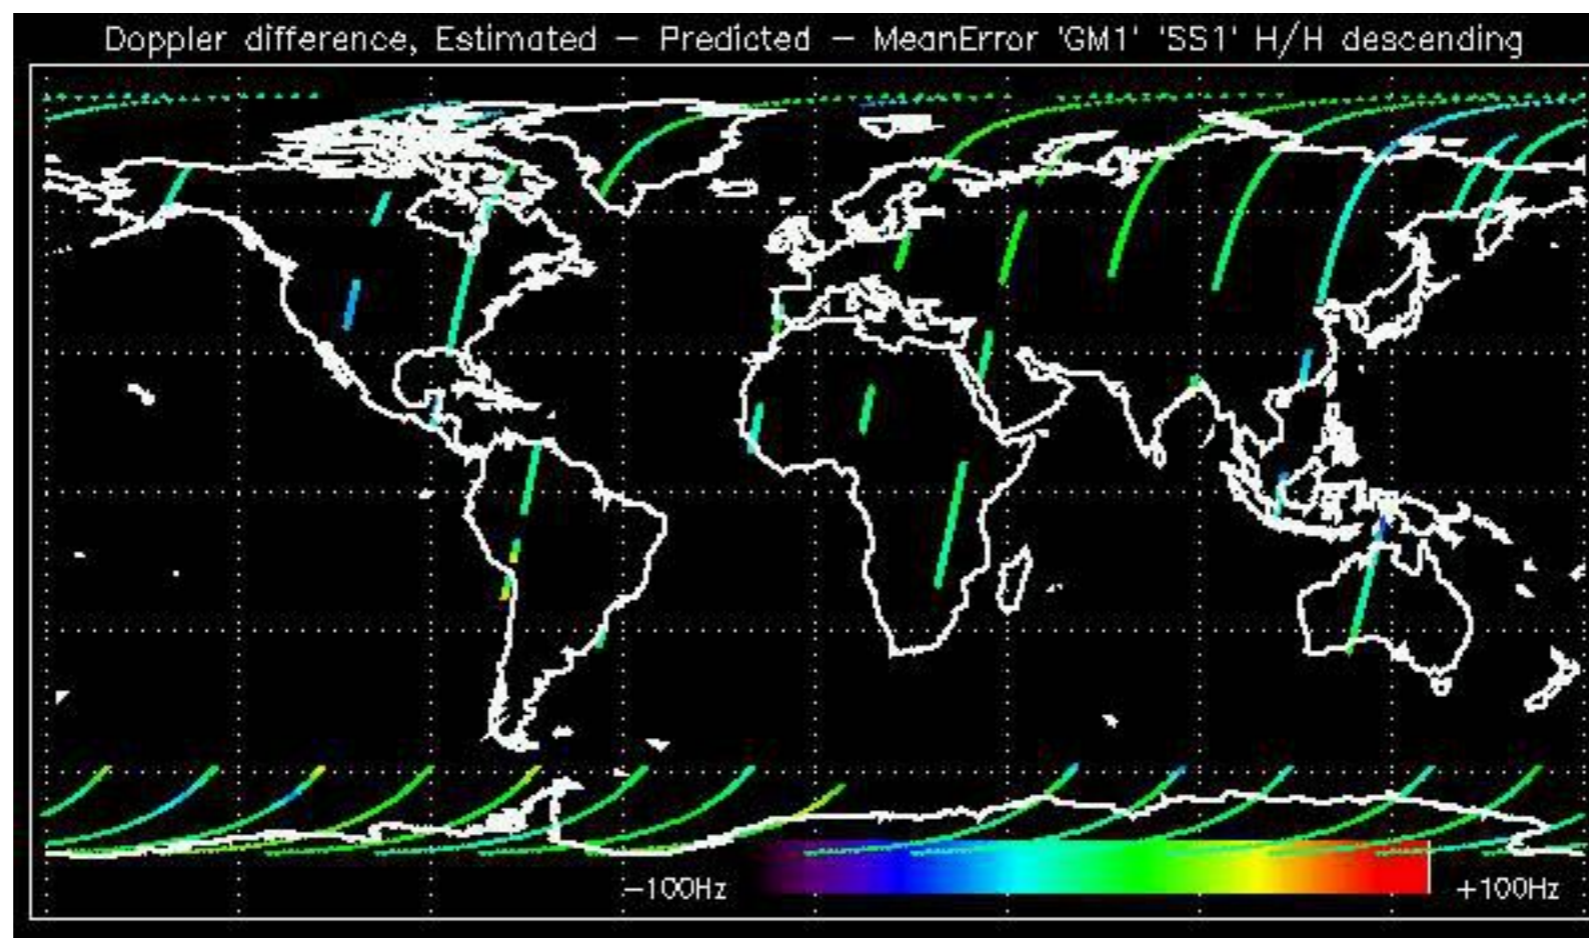 Doppler difference, Estimated – Predicted – MeanError 'GM1' 'SS1' H/H descending
–100Hz +100Hz